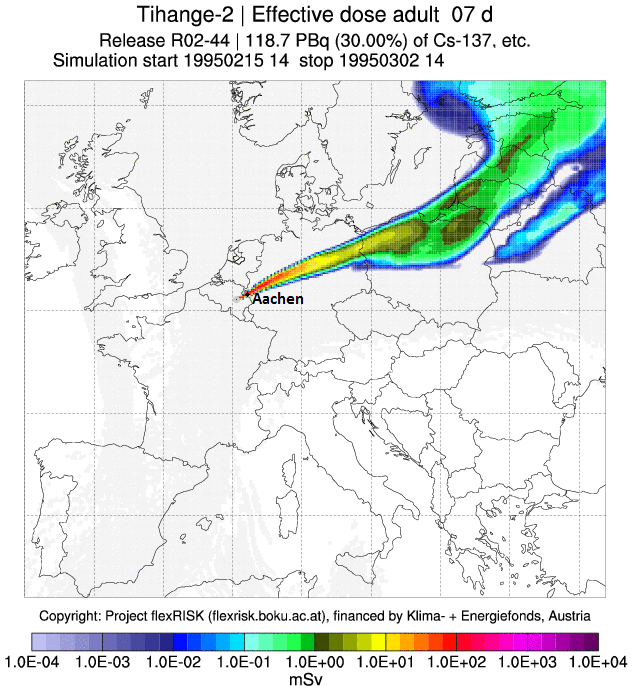 Tihange-2 | Effective dose adult 07 d
Release R02-44 | 118.7 PBq (30.00%) of Cs-137, etc.
Simulation start 19950215 14 stop 19950302 14
Aachen
Copyright: Project flexRISK (flexrisk.boku.ac.at), financed by Klima- + Energiefonds, Austria
1.0E-04 1.0E-03 1.0E-02 1.0E-01 1.0E+00 1.0E+01 1.0E+02 1.0E+03 1.0E+04
mSv